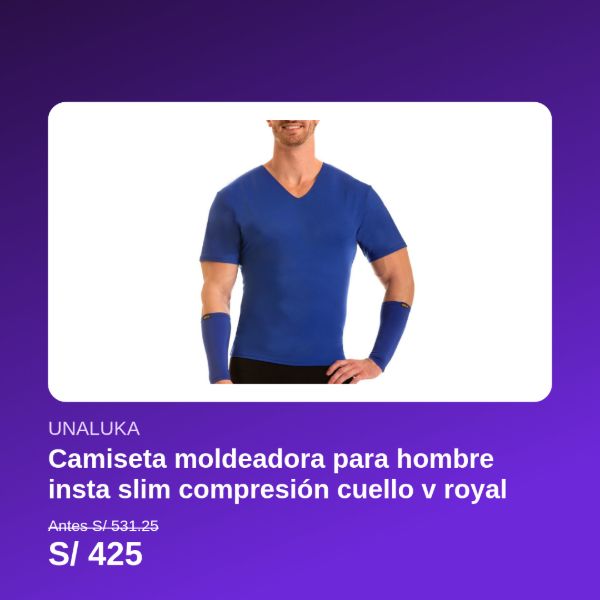 UNALUKA
Camiseta moldeadora para hombre
insta slim compresión cuello v royal
Antes S/ 531.25
S/ 425